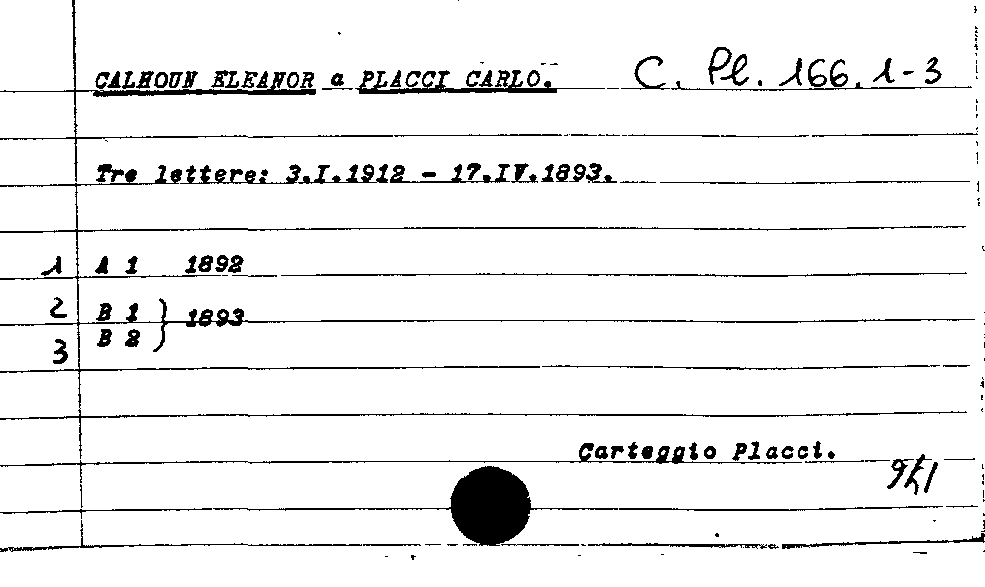 CALHOUN ELEANOR a PLACCI CARLO. C. Pl. 166. 1-3
Tre lettere: 3.I.1912 - 17.IV.1893.
1 A 1 1892
2 B 1 } 1893
3 B 2
Carteggio Placci.